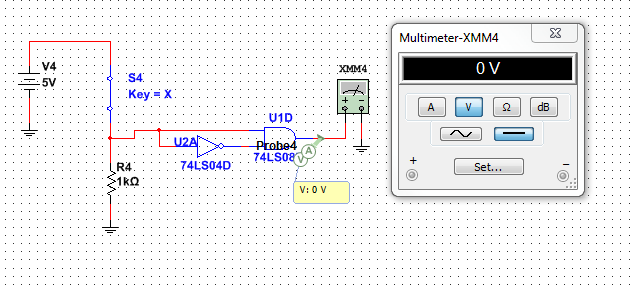 Multimeter-XMM4
0 V
A
V
Ω
dB
+
Set...
−
V4
5V
S4
Key = X
XMM4
+
U1D
U2A
Probe4
A
V
74LS04D
74LS08
V: 0 V
R4
1kΩ